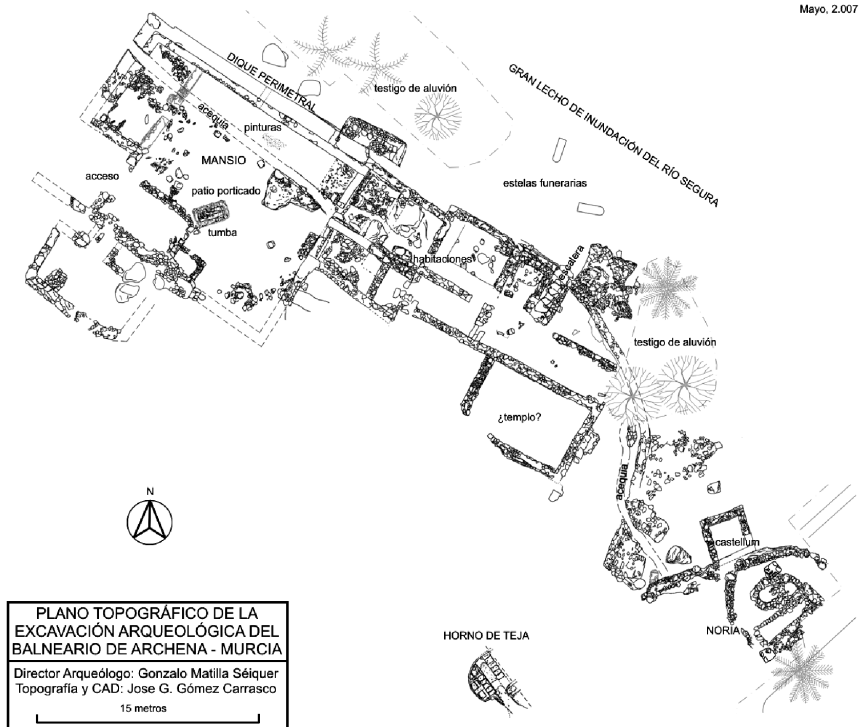 Mayo, 2.007
DIQUE PERIMETRAL
GRAN LECHO DE INUNDACIÓN DEL RÍO SEGURA
testigo de aluvión
acequia
pinturas
MANSIO
acceso
patio porticado
estelas funerarias
tumba
habitaciones
escalera
testigo de aluvión
¿templo?
acequia
N
castellum
NORIA
HORNO DE TEJA
PLANO TOPOGRÁFICO DE LA
EXCAVACIÓN ARQUEOLÓGICA DEL
BALNEARIO DE ARCHENA - MURCIA
Director Arqueólogo: Gonzalo Matilla Séiquer
Topografía y CAD: Jose G. Gómez Carrasco
15 metros